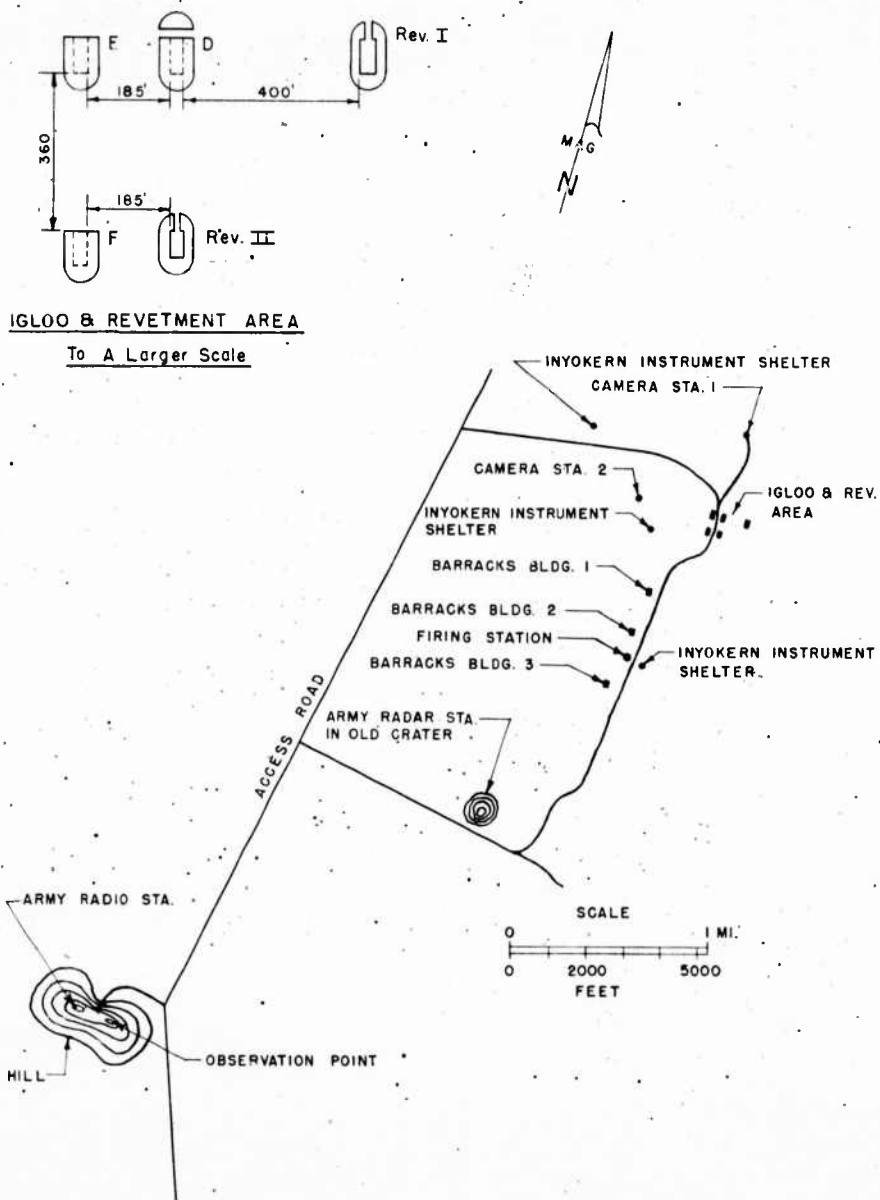 E
D
Rev. I
185'
400'
360
185'
F
Rev. II
IGLOO & REVETMENT AREA
To A Larger Scale
MAG
N
INYOKERN INSTRUMENT SHELTER
CAMERA STA. 1
CAMERA STA. 2
IGLOO & REV.
AREA
INYOKERN INSTRUMENT
SHELTER
BARRACKS BLDG. 1
BARRACKS BLDG. 2
FIRING STATION
BARRACKS BLDG. 3
INYOKERN INSTRUMENT
SHELTER
ACCESS ROAD
ARMY RADAR STA.
IN OLD CRATER
ARMY RADIO STA.
SCALE
0 1 MI.
0 2000 5000
FEET
OBSERVATION POINT
HILL